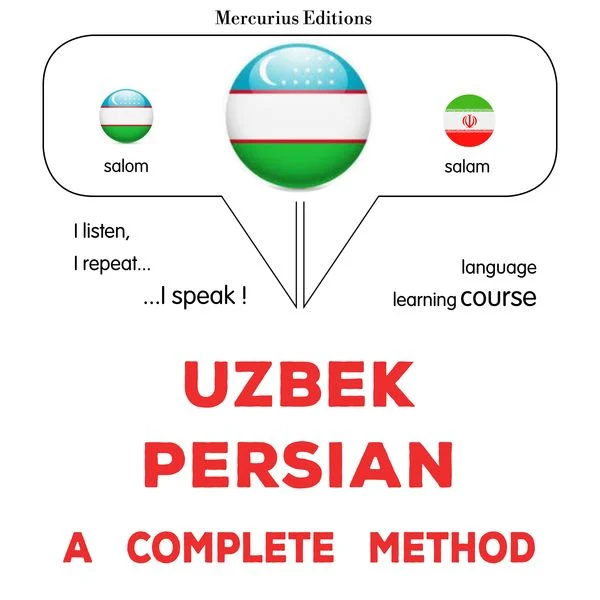 Mercurius Editions
salom
salam
I listen,
I repeat...
...I speak !
language
learning course
UZBEK
PERSIAN
A COMPLETE METHOD